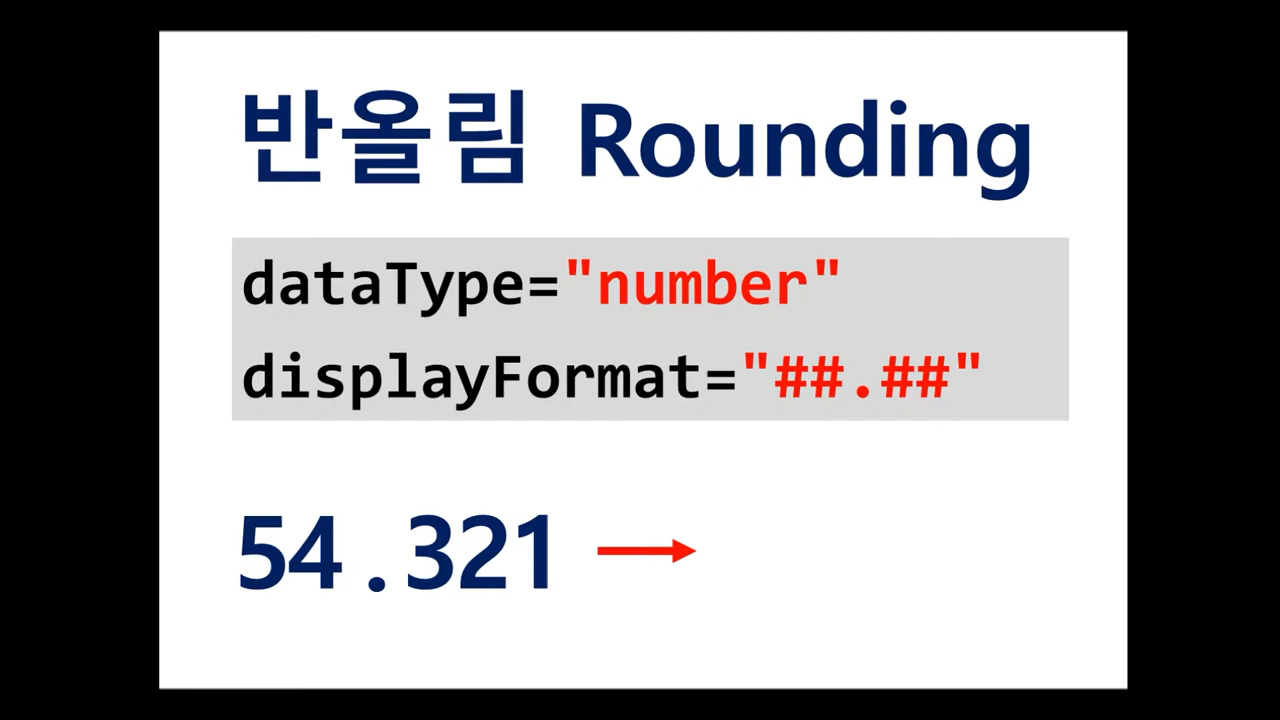 반올림 Rounding
dataType="number"
displayFormat="##.##"
54.321